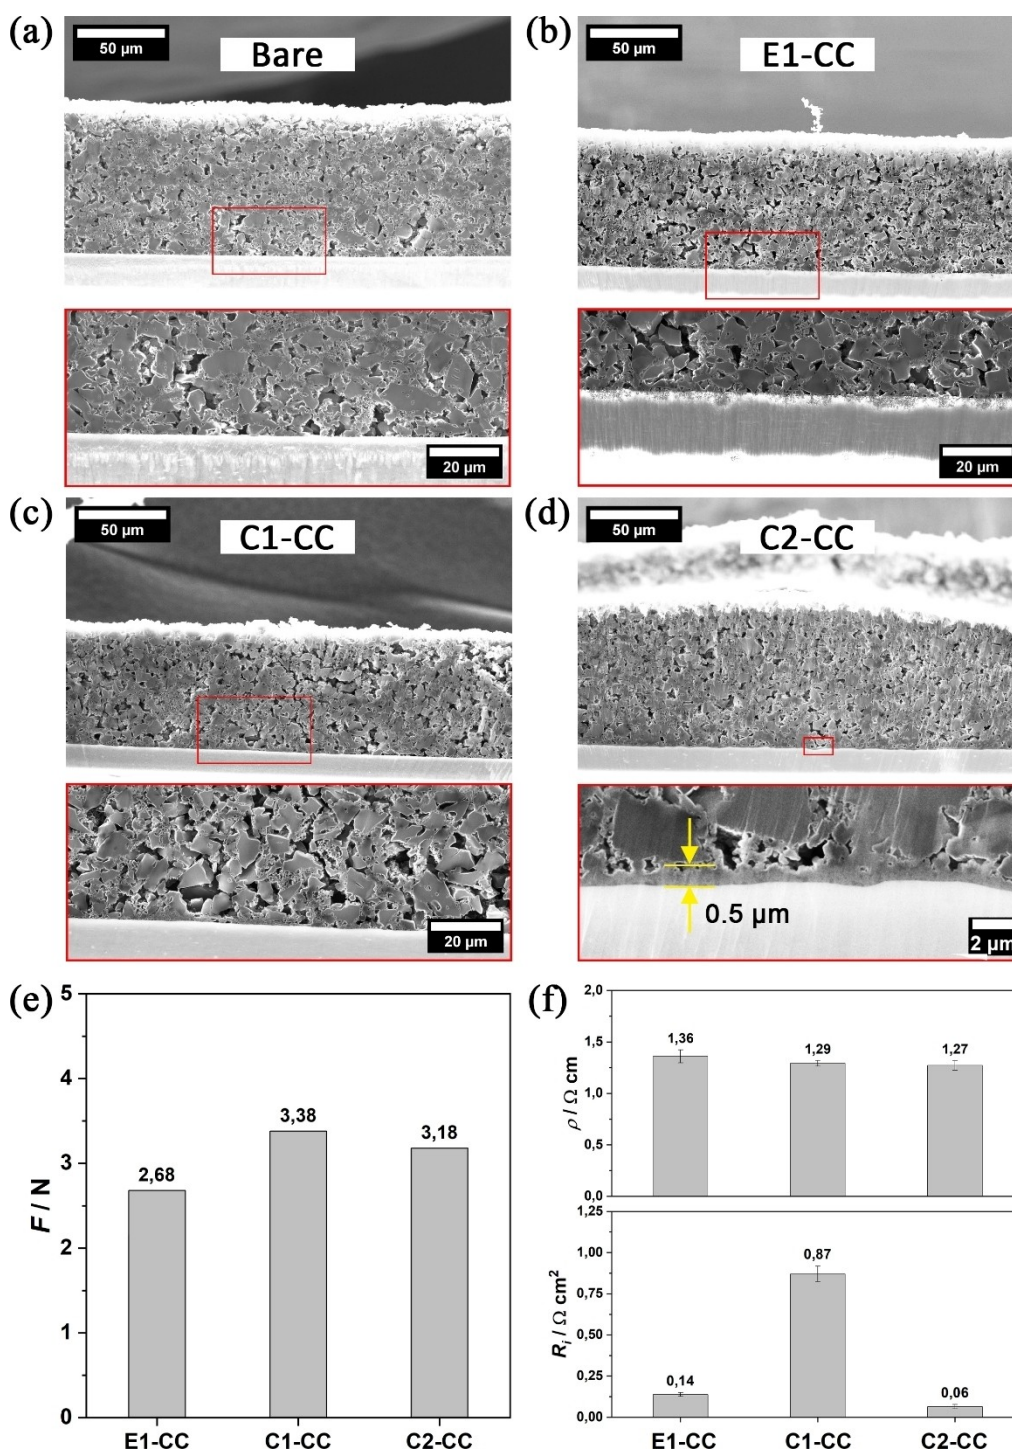 (a)
50 µm
Bare
20 µm
(b)
50 µm
E1-CC
20 µm
(c)
50 µm
C1-CC
20 µm
(d)
50 µm
C2-CC
0.5 µm
2 µm
(e)
5
4
3
2
1
0
F / N
2,68
3,38
3,18
E1-CC
C1-CC
C2-CC
(f)
2,0
1,5
1,0
0,5
0,0
ρ / Ω cm
1,36
1,29
1,27
1,25
1,00
0,75
0,50
0,25
0,00
Rᵢ / Ω cm²
0,14
0,87
0,06
E1-CC
C1-CC
C2-CC